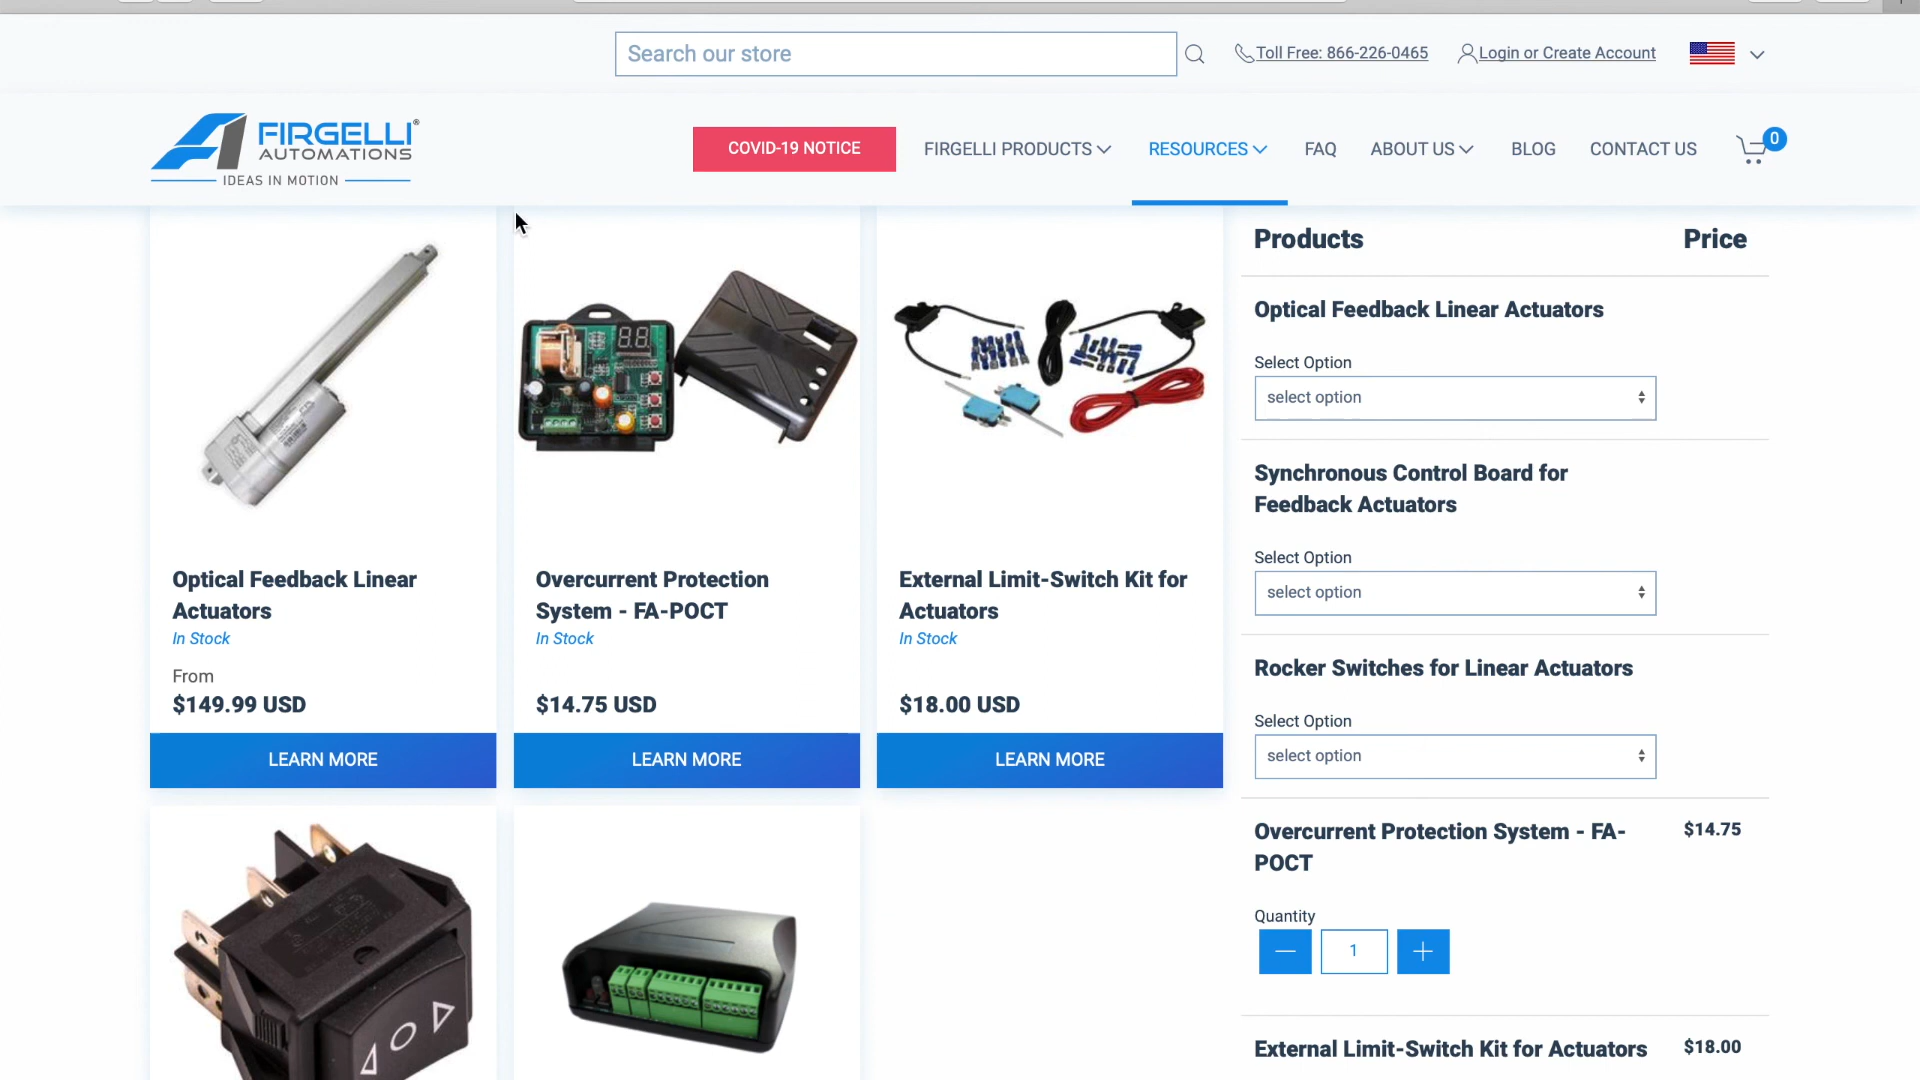 Search our store
Toll Free: 866-226-0465
Login or Create Account
FIRGELLI®
AUTOMATIONS
IDEAS IN MOTION
COVID-19 NOTICE
FIRGELLI PRODUCTS
RESOURCES
FAQ
ABOUT US
BLOG
CONTACT US
0
Optical Feedback Linear
Actuators
In Stock
From
$149.99 USD
LEARN MORE
Overcurrent Protection
System - FA-POCT
In Stock
$14.75 USD
LEARN MORE
External Limit-Switch Kit for
Actuators
In Stock
$18.00 USD
LEARN MORE
Products
Price
Optical Feedback Linear Actuators
Select Option
select option
Synchronous Control Board for
Feedback Actuators
Select Option
select option
Rocker Switches for Linear Actuators
Select Option
select option
Overcurrent Protection System - FA-
POCT
$14.75
Quantity
1
External Limit-Switch Kit for Actuators
$18.00